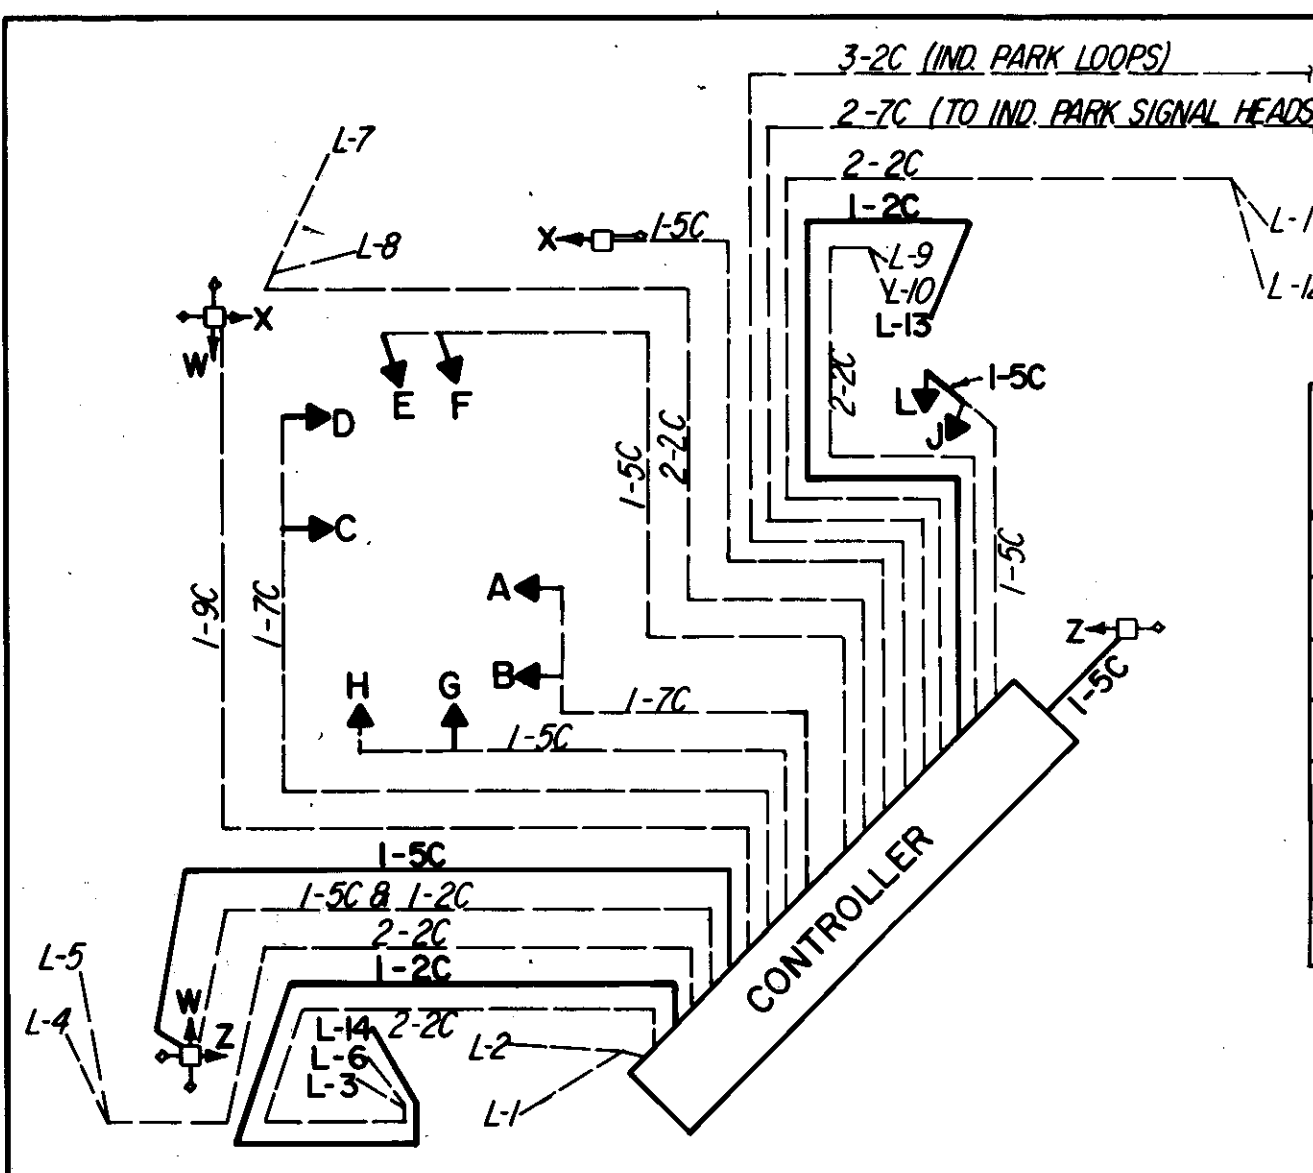 3-2C (IND. PARK LOOPS)
2-7C (TO IND. PARK SIGNAL HEADS
L-7
2-2C
1-2C
L-8
X
1-5C
L-9
L-10
L-13
X
W
E
F
D
C
1-5C
2-2C
2-2C
1-5C
L
J
1-9C
1-7C
A
B
1-5C
Z
1-5C
H
G
1-7C
1-5C
1-5C
1-5C & 1-2C
2-2C
1-2C
L-5
L-4
W
Z
L-14
2-2C
L-6
L-3
L-2
L-1
CONTROLLER